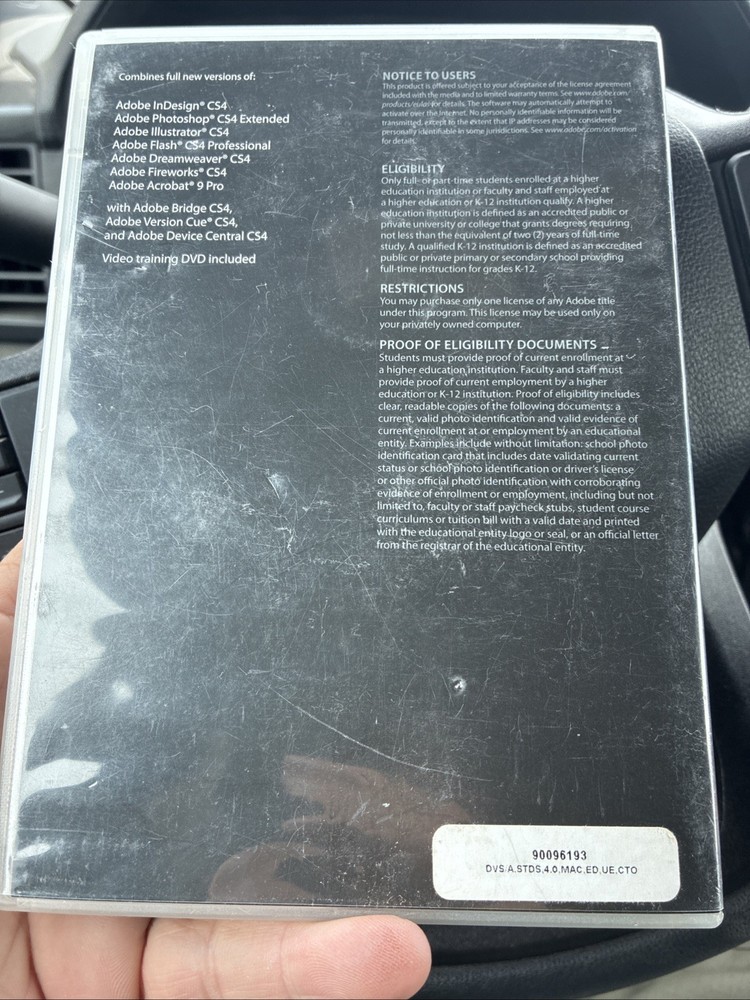 Combines full new versions of:
Adobe InDesign® CS4
Adobe Photoshop® CS4 Extended
Adobe Illustrator® CS4
Adobe Flash® CS4 Professional
Adobe Dreamweaver® CS4
Adobe Fireworks® CS4
Adobe Acrobat® 9 Pro
with Adobe Bridge CS4,
Adobe Version Cue® CS4,
and Adobe Device Central CS4
Video training DVD included
NOTICE TO USERS
This product is offered subject to your acceptance of the license agreement
included with the media and to limited warranty terms. See www.adobe.com/
products/eula for details. The software may automatically attempt to
activate over the Internet. No personally identifiable information will be
transmitted, except to the extent that IP addresses may be considered
personally identifiable in some jurisdictions. See www.adobe.com/activation
for details.
ELIGIBILITY
Only full- or part-time students enrolled at a higher
education institution or faculty and staff employed at
a higher education or K-12 institution qualify. A higher
education institution is defined as an accredited public or
private university or college that grants degrees requiring
not less than the equivalent of two (2) years of full-time
study. A qualified K-12 institution is defined as an accredited
public or private primary or secondary school providing
full-time instruction for grades K-12.
RESTRICTIONS
You may purchase only one license of any Adobe title
under this program. This license may be used only on
your privately owned computer.
PROOF OF ELIGIBILITY DOCUMENTS
Students must provide proof of current enrollment at
a higher education institution. Faculty and staff must
provide proof of current employment by a higher
education or K-12 institution. Proof of eligibility includes
clear, readable copies of the following documents: a
current, valid photo identification and valid evidence of
current enrollment at or employment by an educational
entity. Examples include without limitation: school photo
identification card that includes date validating current
status or school photo identification or driver's license
or other official photo identification with corroborating
evidence of enrollment or employment, including but not
limited to, faculty or staff paycheck stubs, student course
curriculums or tuition bill with a valid date and printed
with the educational entity logo or seal, or an official letter
from the registrar of the educational entity.
90096193
DVS/A,STDS,4.0,MAC,ED,UE,CTO